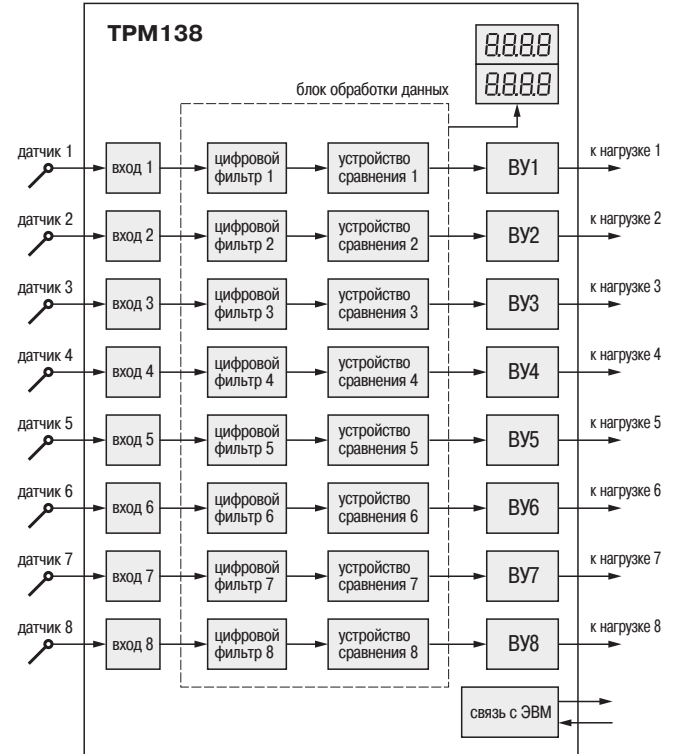 ТРМ138
8.8.8.8
8.8.8.8
блок обработки данных
датчик 1
вход 1
цифровой
фильтр 1
устройство
сравнения 1
ВУ1
к нагрузке 1
датчик 2
вход 2
цифровой
фильтр 2
устройство
сравнения 2
ВУ2
к нагрузке 2
датчик 3
вход 3
цифровой
фильтр 3
устройство
сравнения 3
ВУ3
к нагрузке 3
датчик 4
вход 4
цифровой
фильтр 4
устройство
сравнения 4
ВУ4
к нагрузке 4
датчик 5
вход 5
цифровой
фильтр 5
устройство
сравнения 5
ВУ5
к нагрузке 5
датчик 6
вход 6
цифровой
фильтр 6
устройство
сравнения 6
ВУ6
к нагрузке 6
датчик 7
вход 7
цифровой
фильтр 7
устройство
сравнения 7
ВУ7
к нагрузке 7
датчик 8
вход 8
цифровой
фильтр 8
устройство
сравнения 8
ВУ8
к нагрузке 8
связь с ЭВМ